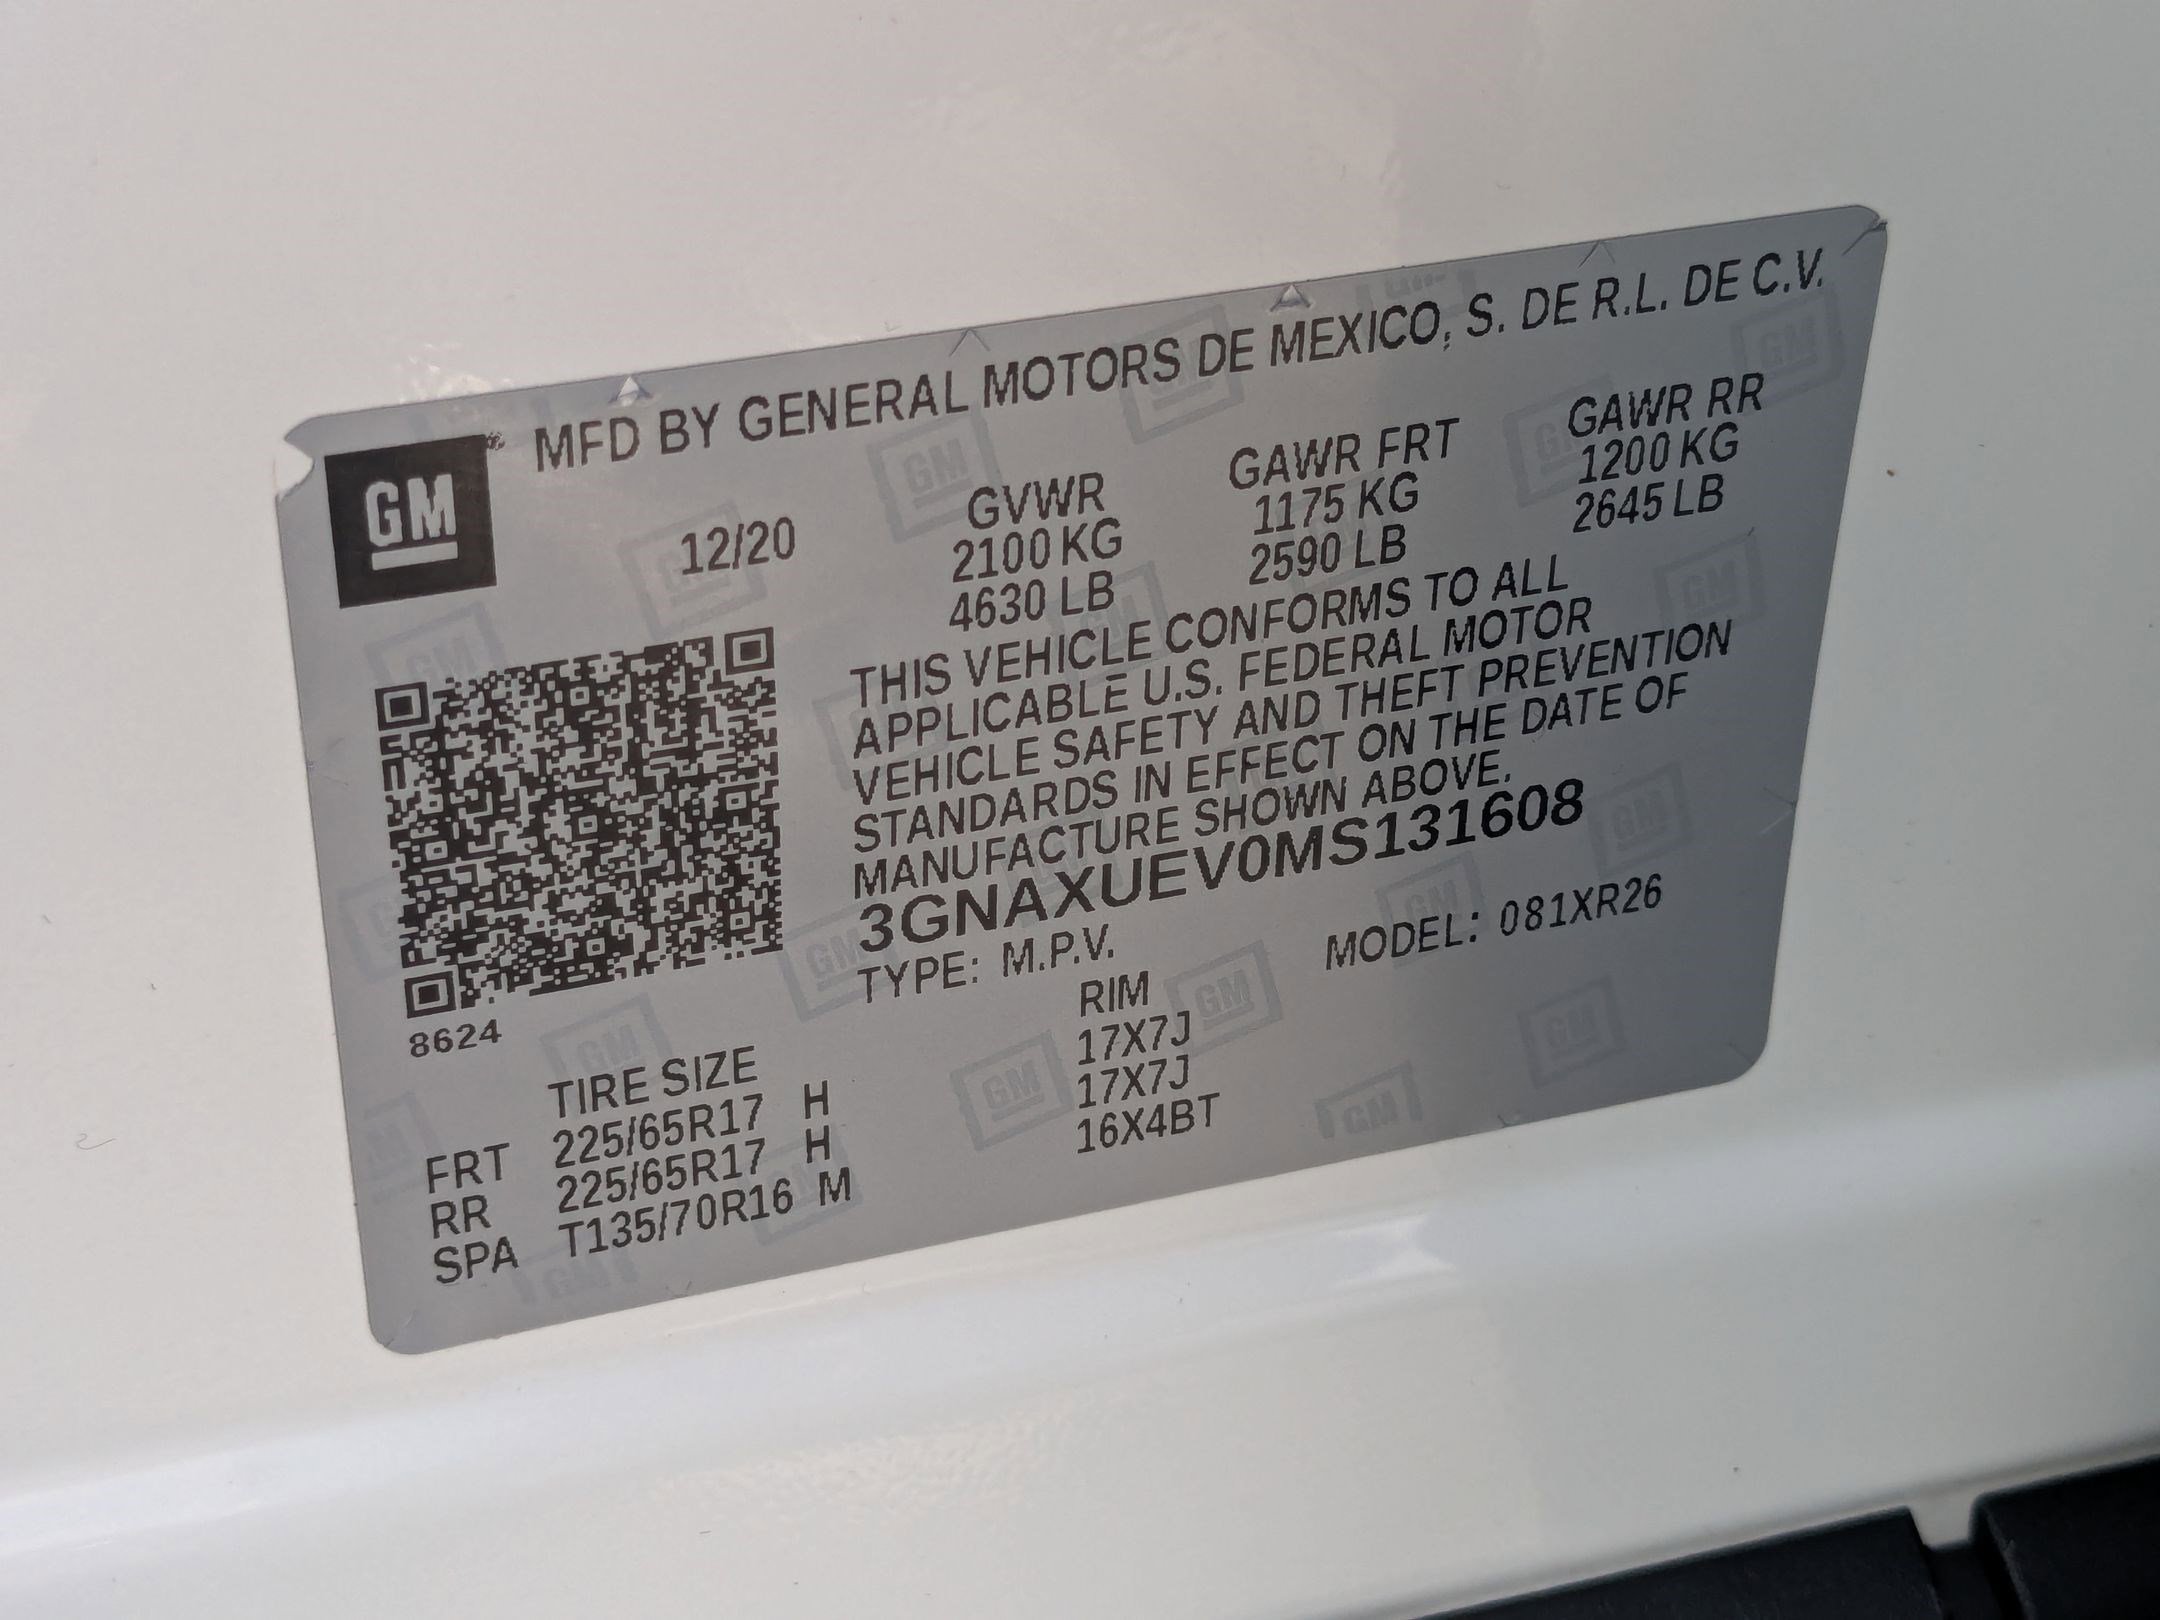 GM
MFD BY GENERAL MOTORS DE MEXICO, S. DE R.L. DE C.V.
12/20
GVWR GAWR FRT GAWR RR
2100 KG 1175 KG 1200 KG
4630 LB 2590 LB 2645 LB
THIS VEHICLE CONFORMS TO ALL
APPLICABLE U.S. FEDERAL MOTOR
VEHICLE SAFETY AND THEFT PREVENTION
STANDARDS IN EFFECT ON THE DATE OF
MANUFACTURE SHOWN ABOVE.
3GNAXUEV0MS131608
TYPE: M.P.V. MODEL: 081XR26
8624
TIRE SIZE RIM
FRT 225/65R17 H 17X7J
RR 225/65R17 H 17X7J
SPA T135/70R16 M 16X4BT